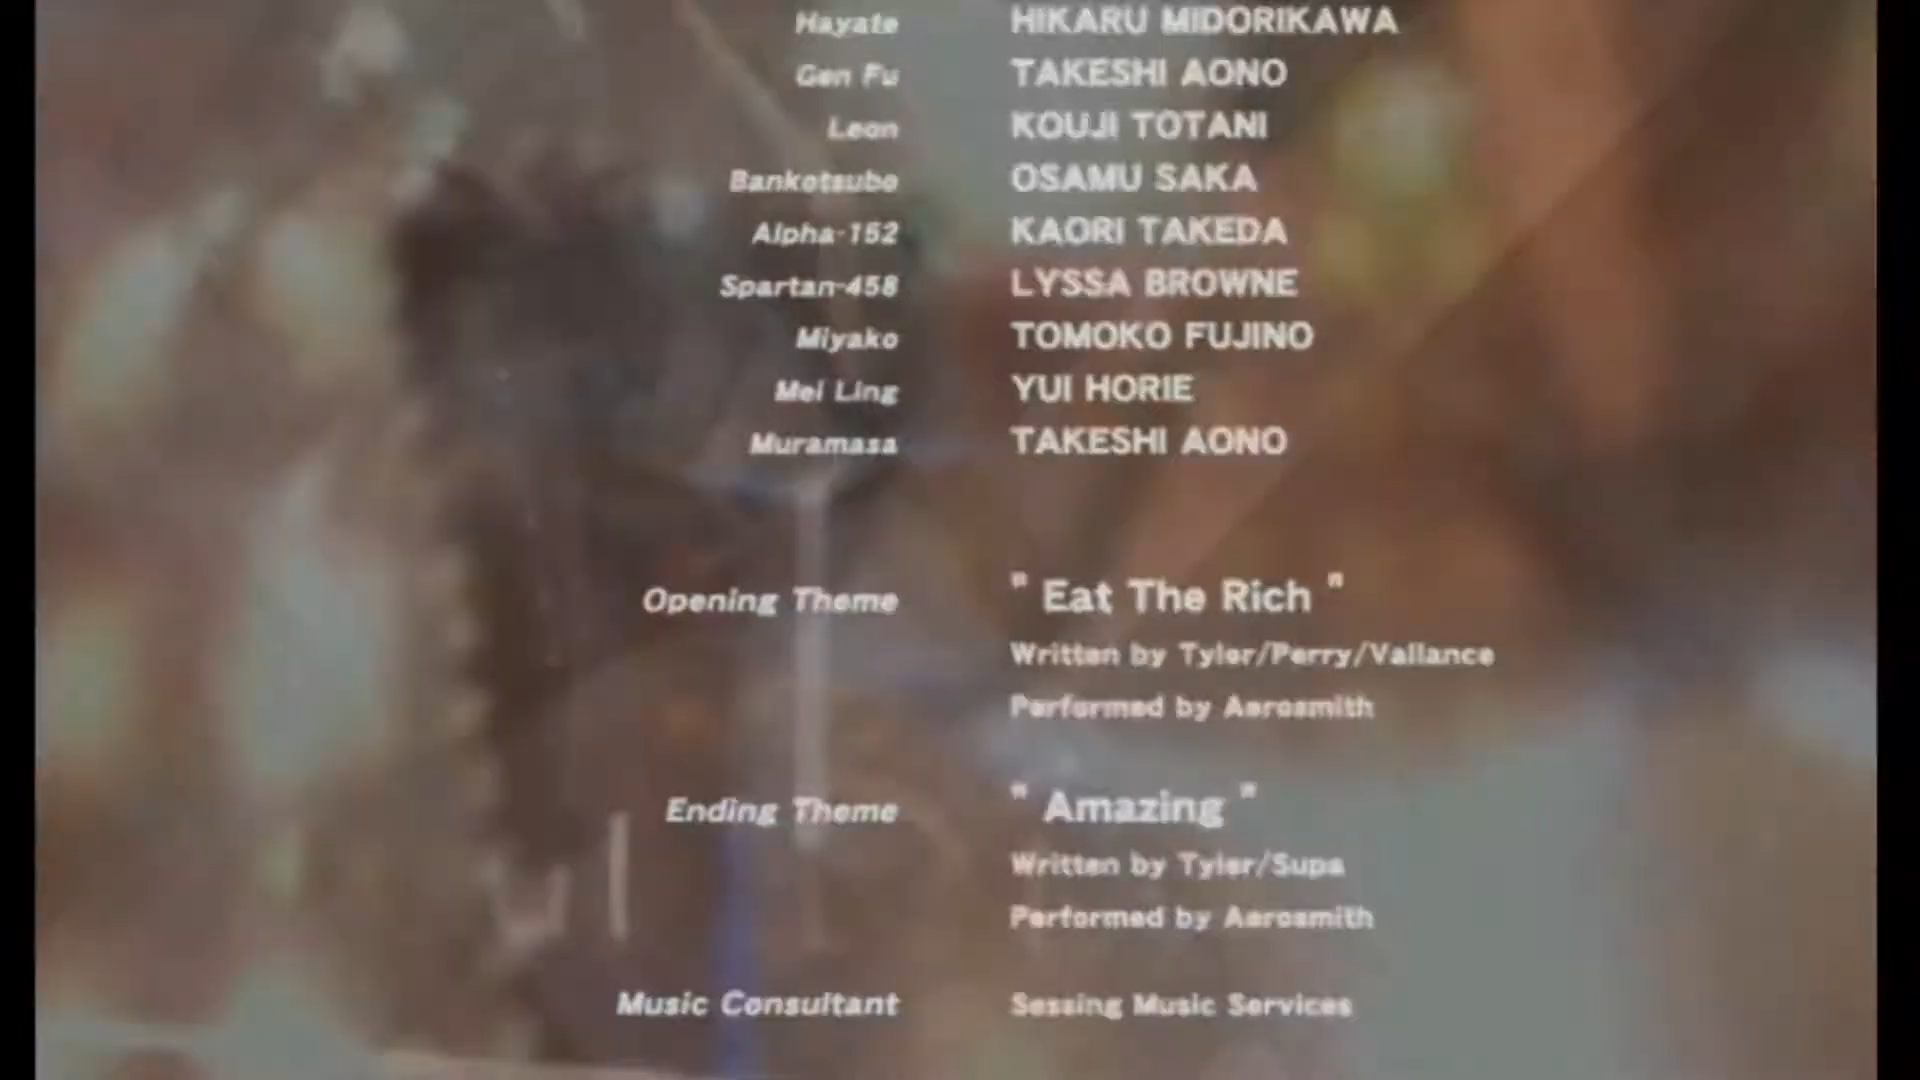 Hayate HIKARU MIDORIKAWA
Gen Fu TAKESHI AONO
Leon KOUJI TOTANI
Bankotsubo OSAMU SAKA
Alpha-152 KAORI TAKEDA
Spartan-458 LYSSA BROWNE
Miyako TOMOKO FUJINO
Mei Ling YUI HORIE
Muramasa TAKESHI AONO
Opening Theme " Eat The Rich "
Written by Tyler/Perry/Vallance
Performed by Aerosmith
Ending Theme " Amazing "
Written by Tyler/Supa
Performed by Aerosmith
Music Consultant Sessing Music Services